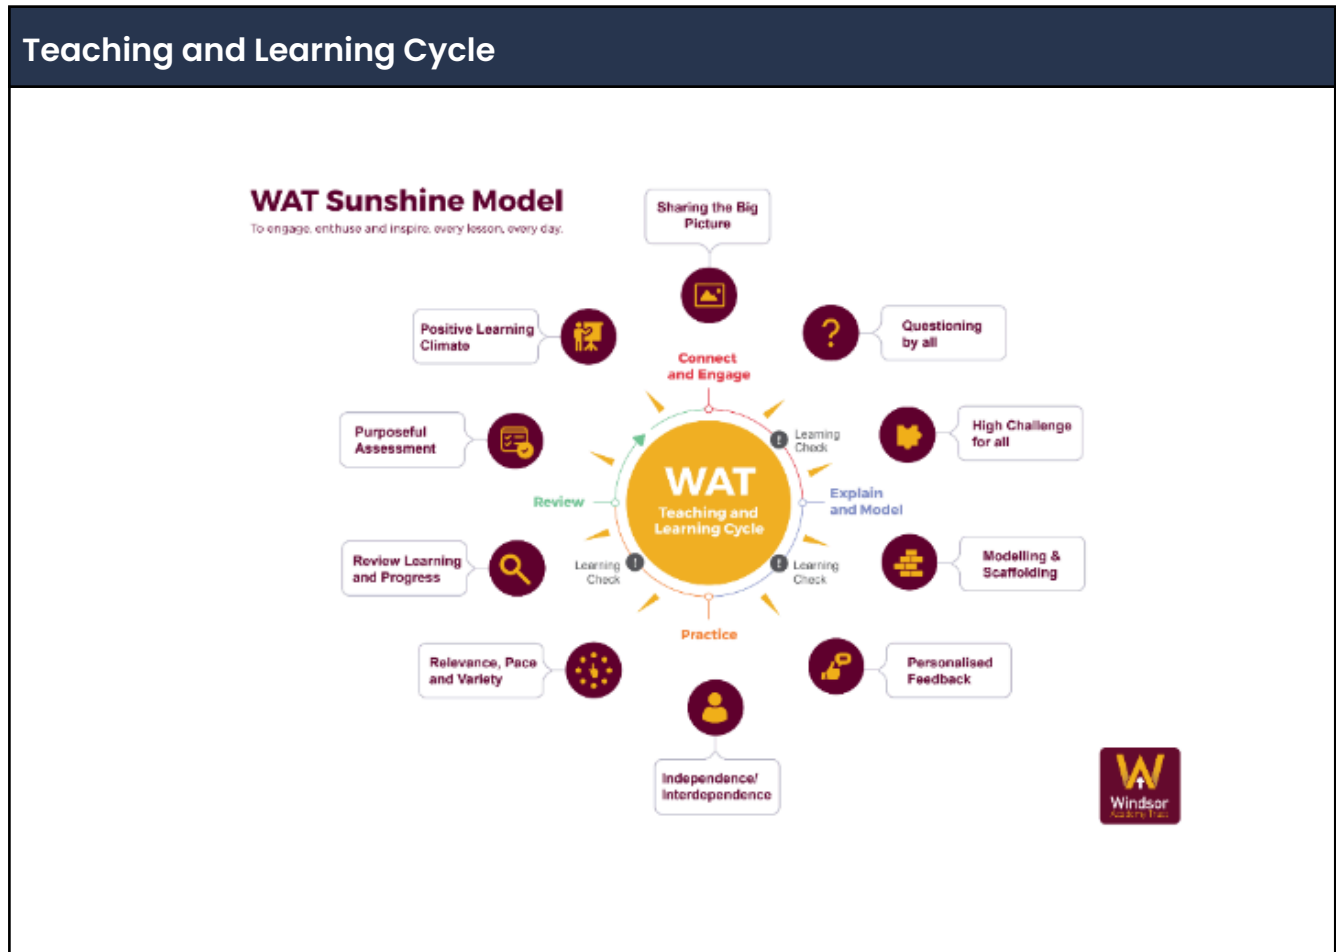 Teaching and Learning Cycle
WAT Sunshine Model
To engage, enthuse and inspire, every lesson, every day.
Sharing the Big
Picture
Positive Learning
Climate
Questioning
by all
Connect
and Engage
Purposeful
Assessment
High Challenge
for all
Learning
Check
WAT
Teaching and
Learning Cycle
Review
Explain
and Model
Review Learning
and Progress
Learning
Check
Learning
Check
Modelling &
Scaffolding
Practice
Relevance, Pace
and Variety
Personalised
Feedback
Independence/
Interdependence
Windsor
Academy Trust